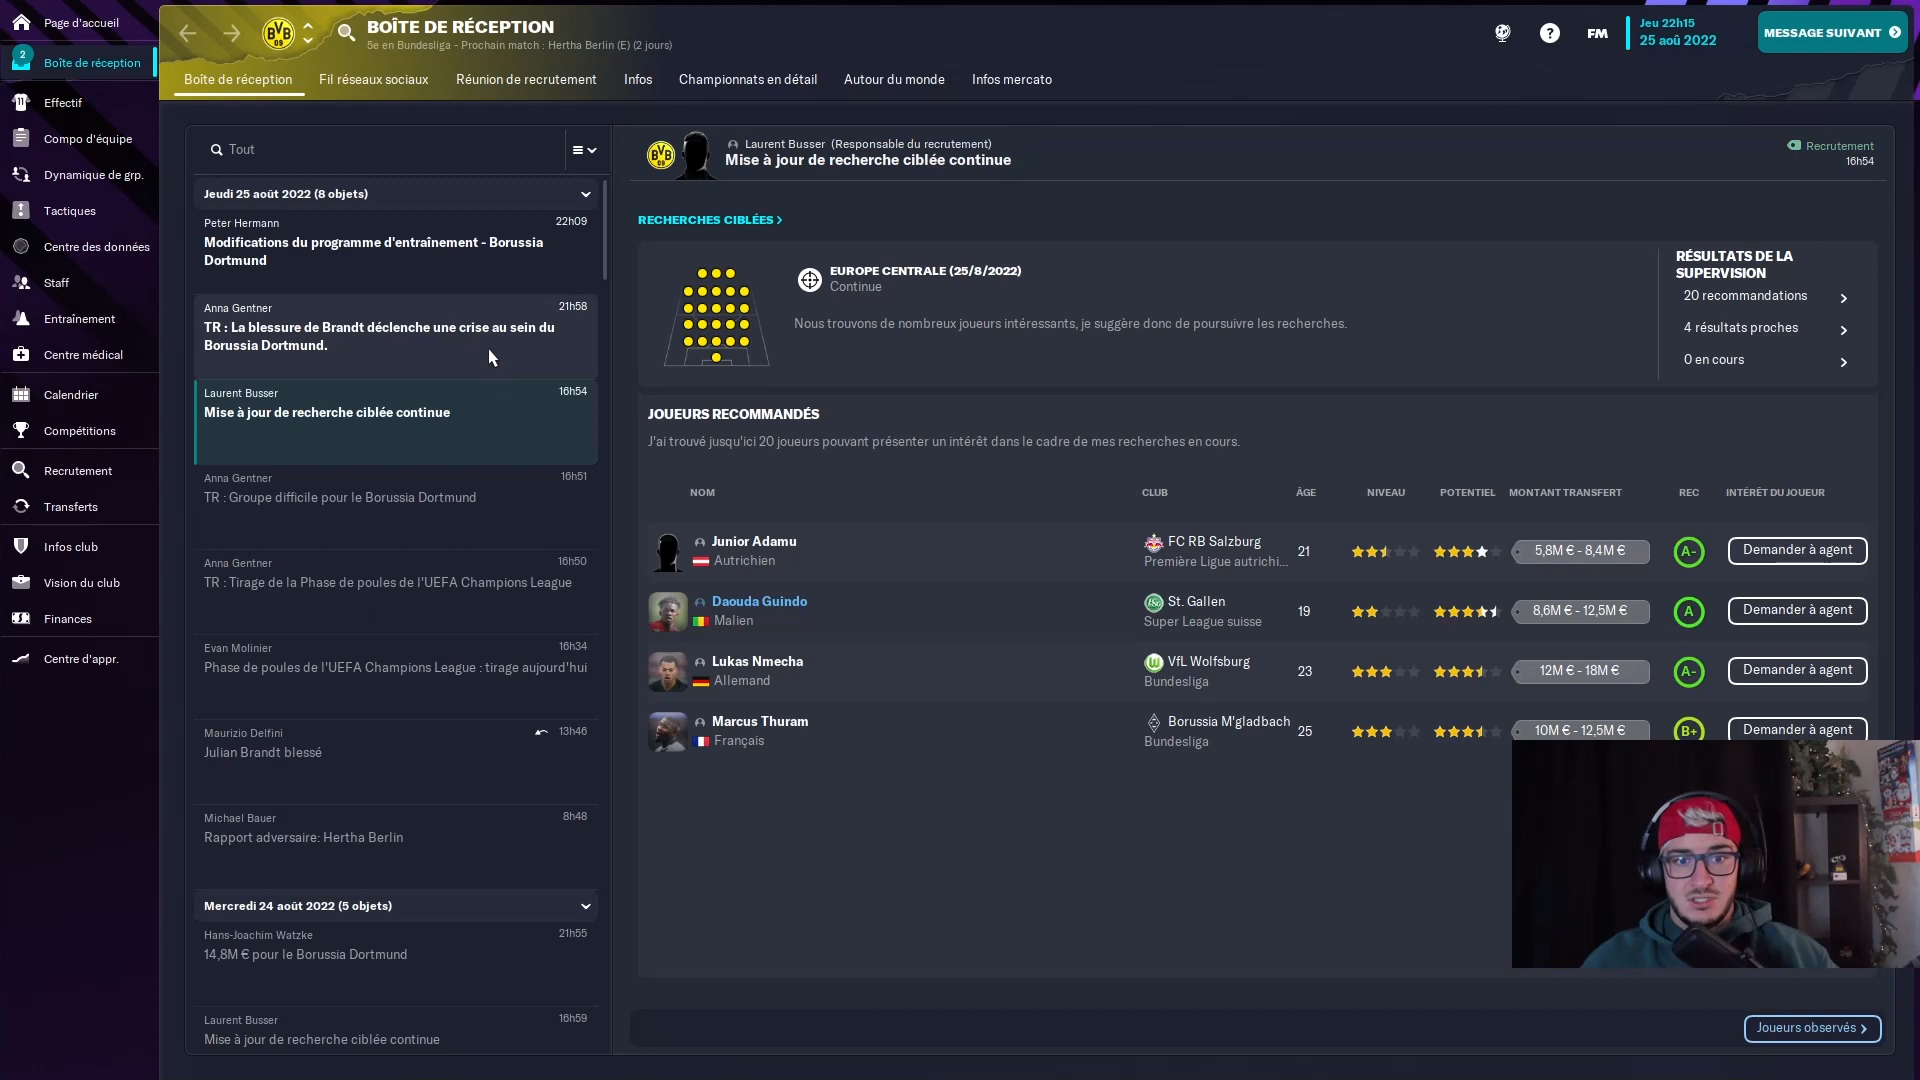 Page d'accueil
2
Boîte de réception
Effectif
Compo d'équipe
Dynamique de grp.
Tactiques
Centre des données
Staff
Entraînement
Centre médical
Calendrier
Compétitions
Recrutement
Transferts
Infos club
Vision du club
Finances
Centre d'appr.
BVB
09
BOÎTE DE RÉCEPTION
5e en Bundesliga - Prochain match : Hertha Berlin (E) (2 jours)
?
FM
Jeu 22h15
25 aoû 2022
MESSAGE SUIVANT
Boîte de réception
Fil réseaux sociaux
Réunion de recrutement
Infos
Championnats en détail
Autour du monde
Infos mercato
Tout
Jeudi 25 août 2022 (8 objets)
Peter Hermann 22h09
Modifications du programme d'entraînement - Borussia
Dortmund
Anna Gentner 21h58
TR : La blessure de Brandt déclenche une crise au sein du
Borussia Dortmund.
Laurent Busser 16h54
Mise à jour de recherche ciblée continue
Anna Gentner 16h51
TR : Groupe difficile pour le Borussia Dortmund
Anna Gentner 16h50
TR : Tirage de la Phase de poules de l'UEFA Champions League
Evan Molinier 16h34
Phase de poules de l'UEFA Champions League : tirage aujourd'hui
Maurizio Delfini 13h46
Julian Brandt blessé
Michael Bauer 8h48
Rapport adversaire: Hertha Berlin
Mercredi 24 août 2022 (5 objets)
Hans-Joachim Watzke 21h55
14,8M € pour le Borussia Dortmund
Laurent Busser 16h59
Mise à jour de recherche ciblée continue
BVB
09
Laurent Busser (Responsable du recrutement)
Mise à jour de recherche ciblée continue
Recrutement
16h54
RECHERCHES CIBLÉES
EUROPE CENTRALE (25/8/2022)
Continue
Nous trouvons de nombreux joueurs intéressants, je suggère donc de poursuivre les recherches.
RÉSULTATS DE LA
SUPERVISION
20 recommandations
4 résultats proches
0 en cours
JOUEURS RECOMMANDÉS
J'ai trouvé jusqu'ici 20 joueurs pouvant présenter un intérêt dans le cadre de mes recherches en cours.
NOM CLUB ÂGE NIVEAU POTENTIEL MONTANT TRANSFERT REC INTÉRÊT DU JOUEUR
Junior Adamu FC RB Salzburg 21 5,8M € - 8,4M € A- Demander à agent
Autrichien Première Ligue autrichi...
Daouda Guindo St. Gallen 19 8,6M € - 12,5M € A Demander à agent
Malien Super League suisse
Lukas Nmecha VfL Wolfsburg 23 12M € - 18M € A- Demander à agent
Allemand Bundesliga
Marcus Thuram Borussia M'gladbach 25 10M € - 12,5M € B+ Demander à agent
Français Bundesliga
Joueurs observés